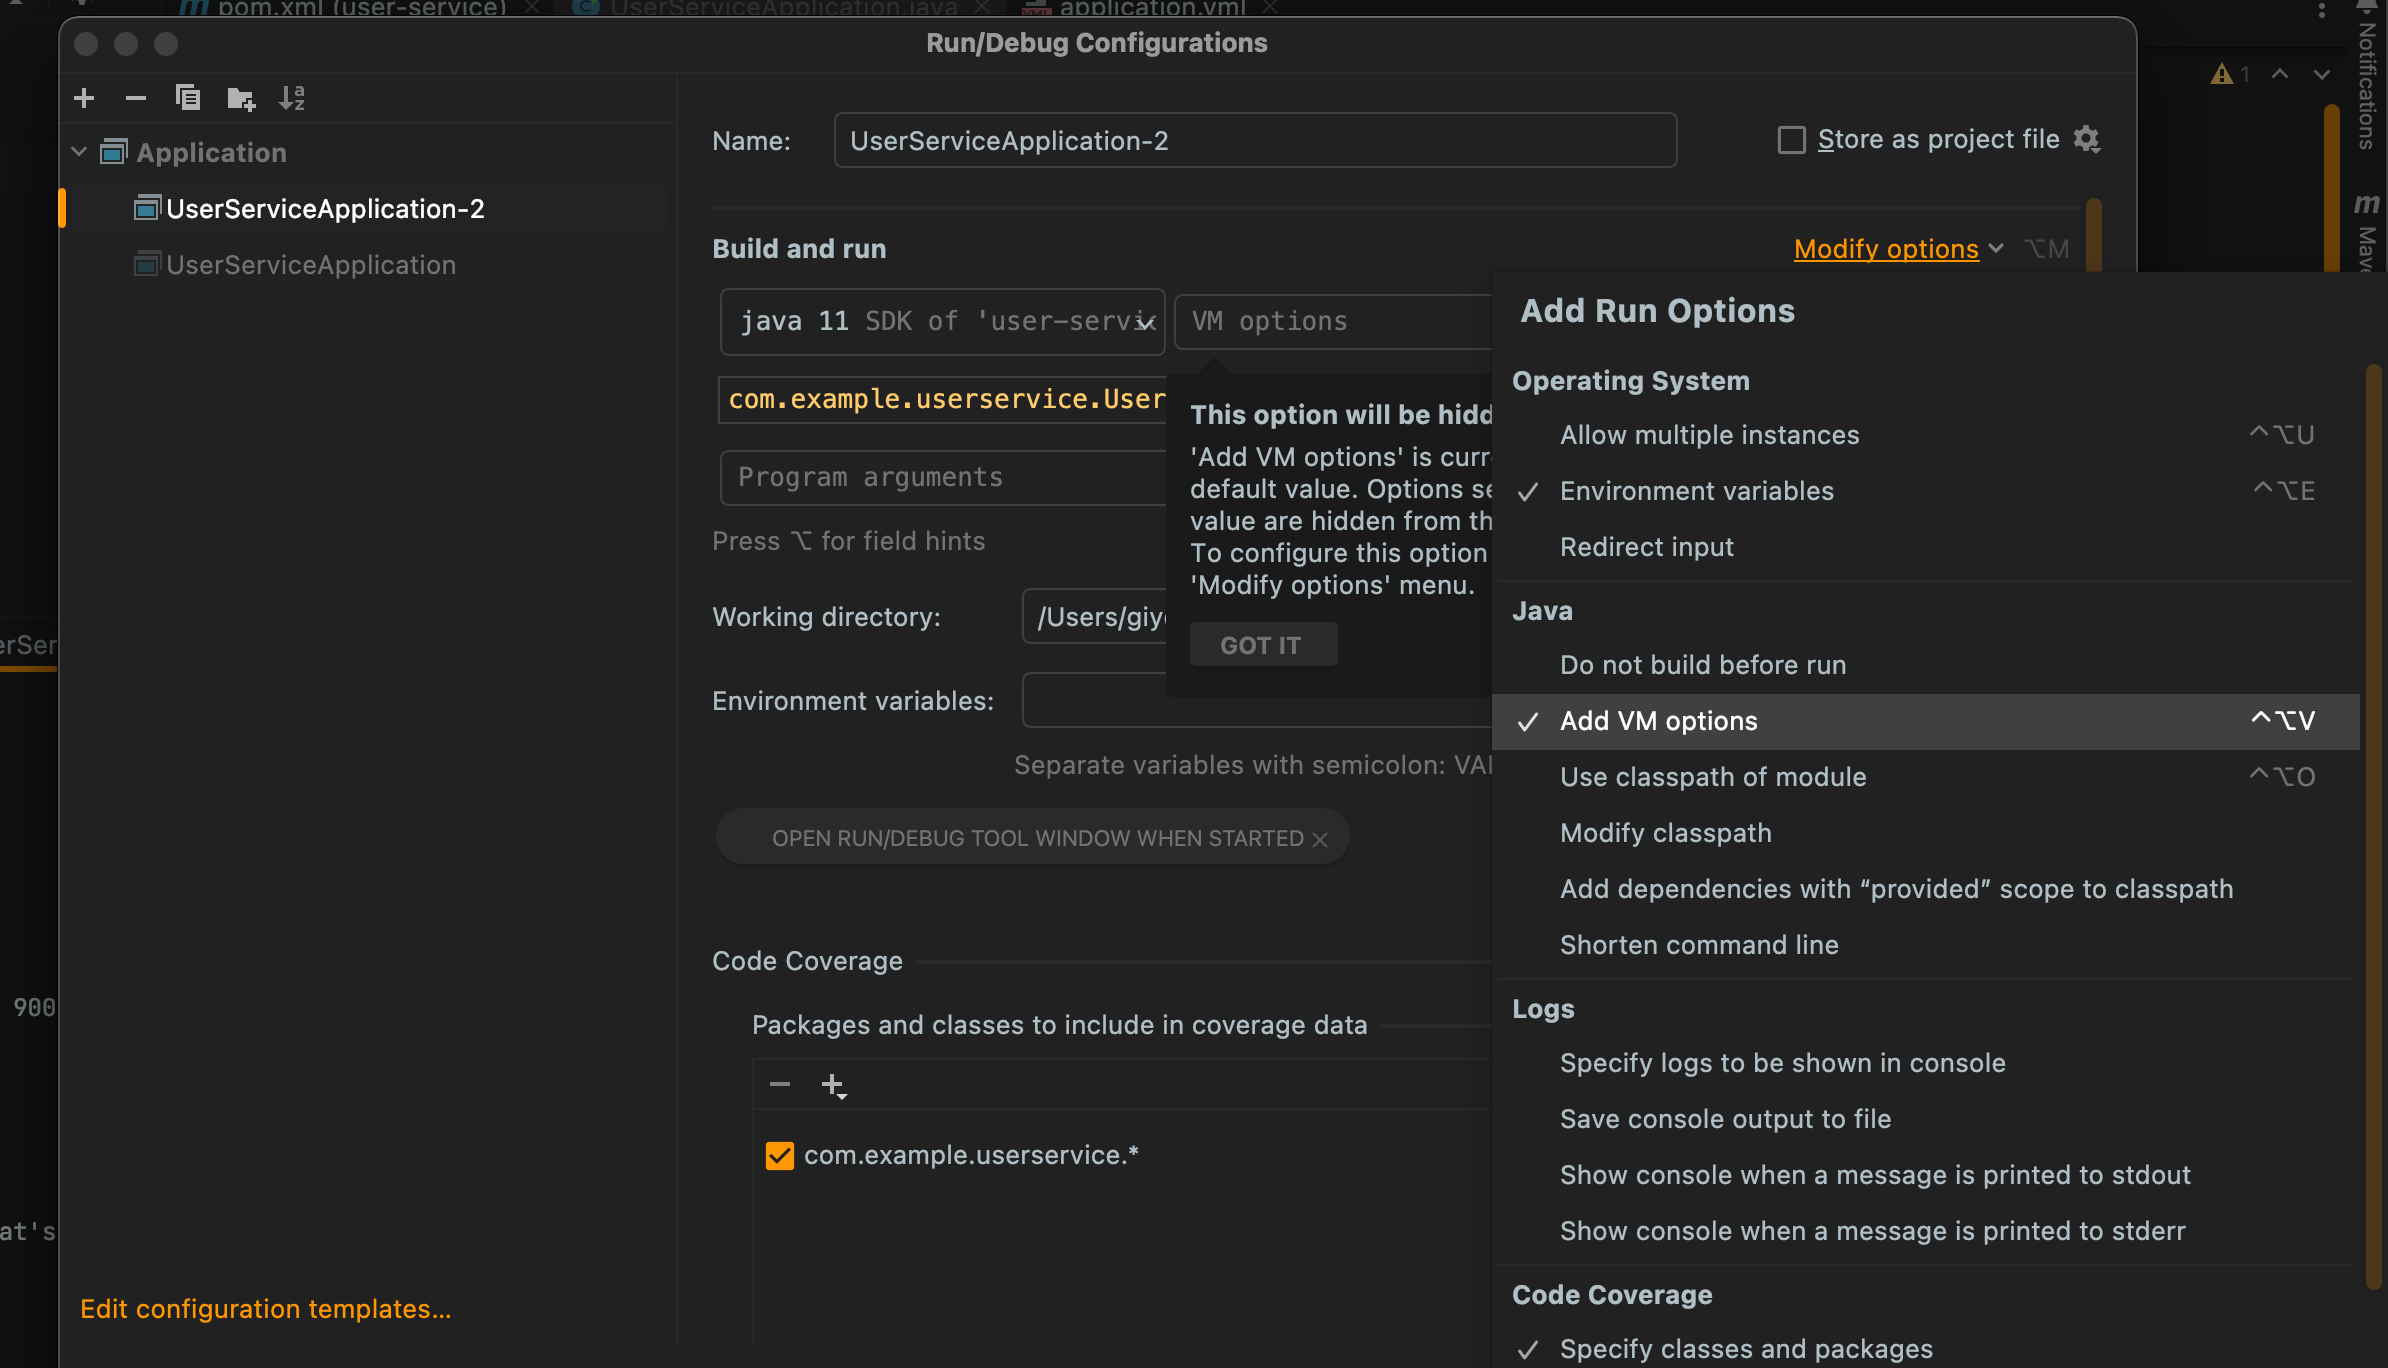 pom.xml (user-service)
UserServiceApplication.java
application.yml
Run/Debug Configurations
Notifications
1
Application
UserServiceApplication-2
UserServiceApplication
Name:
UserServiceApplication-2
Store as project file
Build and run
Modify options
⌥M
java 11 SDK of 'user-servic
VM options
com.example.userservice.User
Program arguments
Press ⌥ for field hints
Working directory:
/Users/giy
Environment variables:
Separate variables with semicolon: VA
OPEN RUN/DEBUG TOOL WINDOW WHEN STARTED
Code Coverage
Packages and classes to include in coverage data
com.example.userservice.*
Edit configuration templates...
This option will be hidd
'Add VM options' is curr
default value. Options se
value are hidden from th
To configure this option
'Modify options' menu.
GOT IT
Add Run Options
Operating System
Allow multiple instances ^⌥U
Environment variables ^⌥E
Redirect input
Java
Do not build before run
Add VM options ^⌥V
Use classpath of module ^⌥O
Modify classpath
Add dependencies with “provided” scope to classpath
Shorten command line
Logs
Specify logs to be shown in console
Save console output to file
Show console when a message is printed to stdout
Show console when a message is printed to stderr
Code Coverage
Specify classes and packages
m Mave
erSer
900
at's